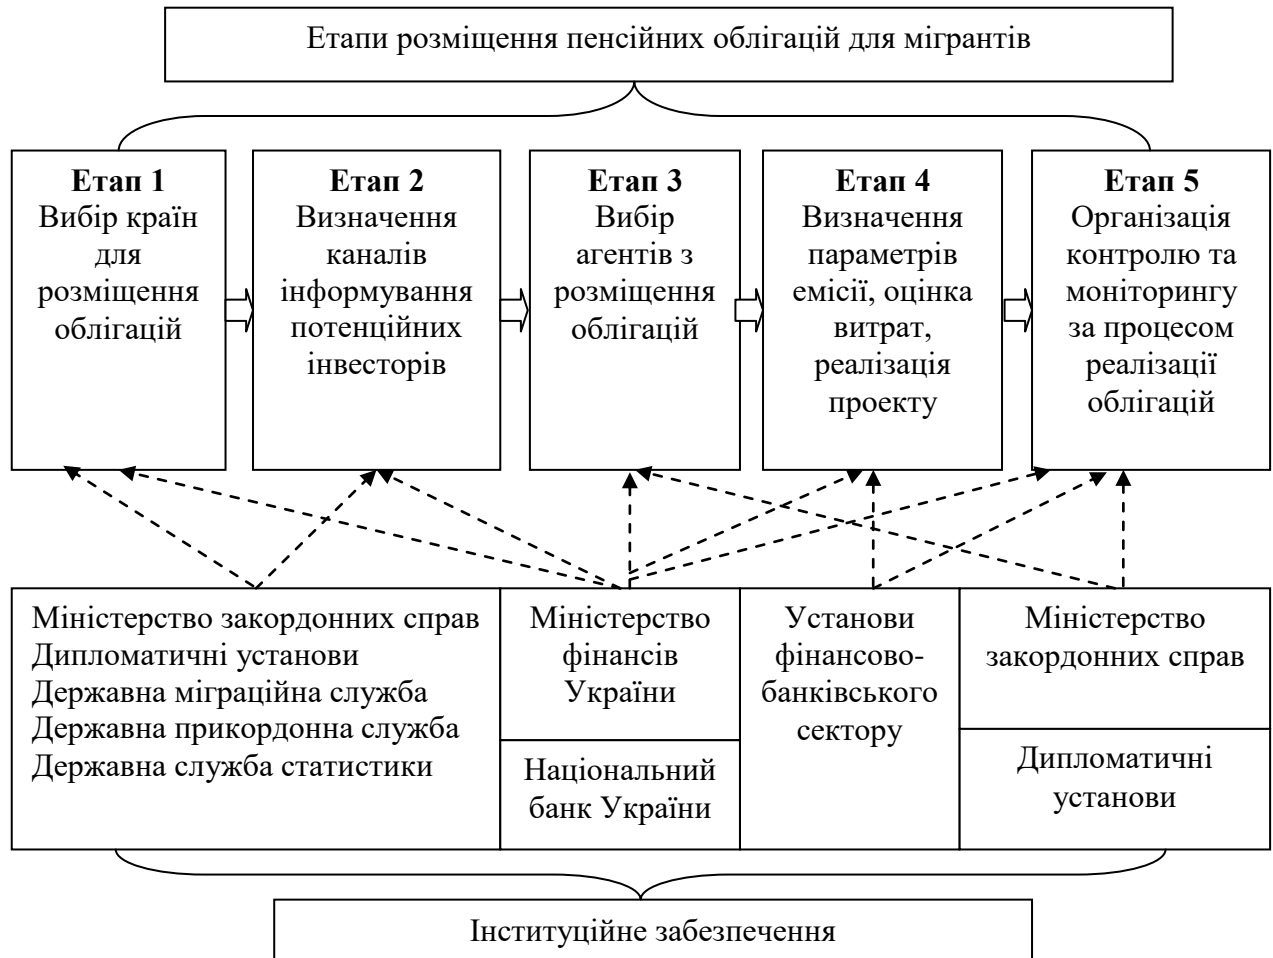 Етапи розміщення пенсійних облігацій для мігрантів
Етап 1
Вибір країн
для
розміщення
облігацій
Етап 2
Визначення
каналів
інформування
потенційних
інвесторів
Етап 3
Вибір
агентів з
розміщення
облігацій
Етап 4
Визначення
параметрів
емісії, оцінка
витрат,
реалізація
проекту
Етап 5
Організація
контролю та
моніторингу
за процесом
реалізації
облігацій
Міністерство закордонних справ
Дипломатичні установи
Державна міграційна служба
Державна прикордонна служба
Державна служба статистики
Міністерство
фінансів
України
Національний
банк України
Установи
фінансово-
банківського
сектору
Міністерство
закордонних справ
Дипломатичні
установи
Інституційне забезпечення